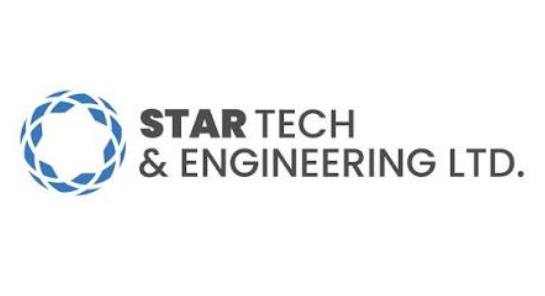 STAR TECH
& ENGINEERING LTD.